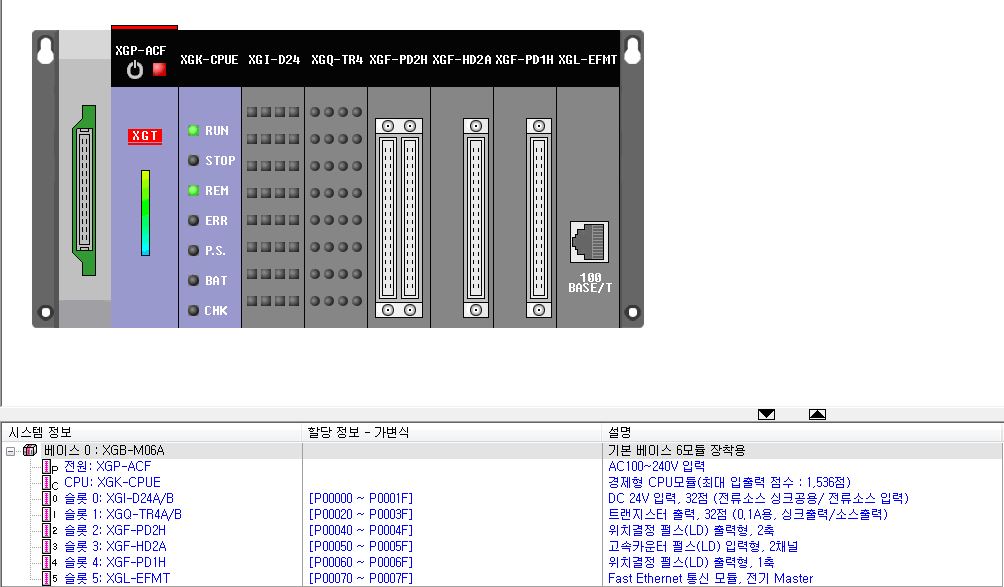 XGP-ACF XGK-CPUE XGI-D24 XGQ-TR4 XGF-PD2H XGF-HD2A XGF-PD1H XGL-EFMT
XGT
RUN
STOP
REM
ERR
P.S.
BAT
CHK
100
BASE/T
시스템 정보 할당 정보 - 가변식 설명
베이스 0 : XGB-M06A 기본 베이스 6모듈 장착용
P 전원: XGP-ACF AC100~240V 입력
C CPU: XGK-CPUE 경제형 CPU모듈(최대 입출력 점수 : 1,536점)
0 슬롯 0: XGI-D24A/B [P00000 ~ P0001F] DC 24V 입력, 32점 (전류소스 싱크공용/ 전류소스 입력)
1 슬롯 1: XGQ-TR4A/B [P00020 ~ P0003F] 트랜지스터 출력, 32점 (0,1A용, 싱크출력/소스출력)
2 슬롯 2: XGF-PD2H [P00040 ~ P0004F] 위치결정 펄스(LD) 출력형, 2축
3 슬롯 3: XGF-HD2A [P00050 ~ P0005F] 고속카운터 펄스(LD) 입력형, 2채널
4 슬롯 4: XGF-PD1H [P00060 ~ P0006F] 위치결정 펄스(LD) 출력형, 1축
5 슬롯 5: XGL-EFMT [P00070 ~ P0007F] Fast Ethernet 통신 모듈, 전기 Master